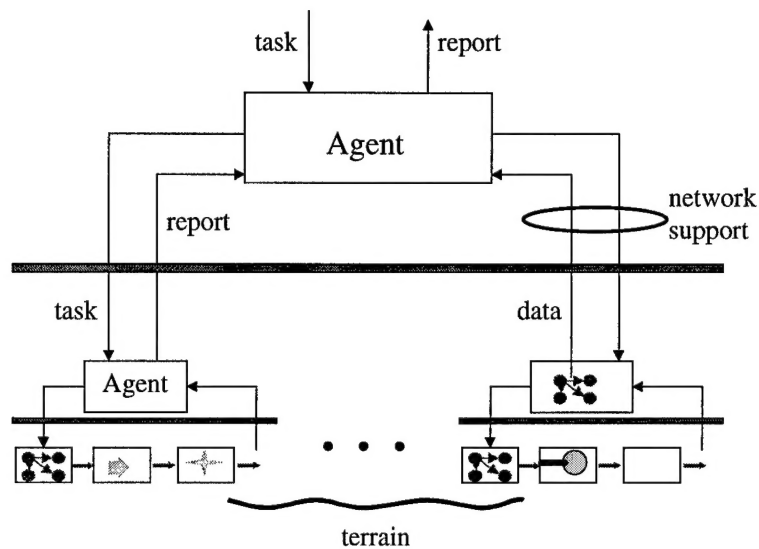 task
report
Agent
network
support
report
task
data
Agent
terrain